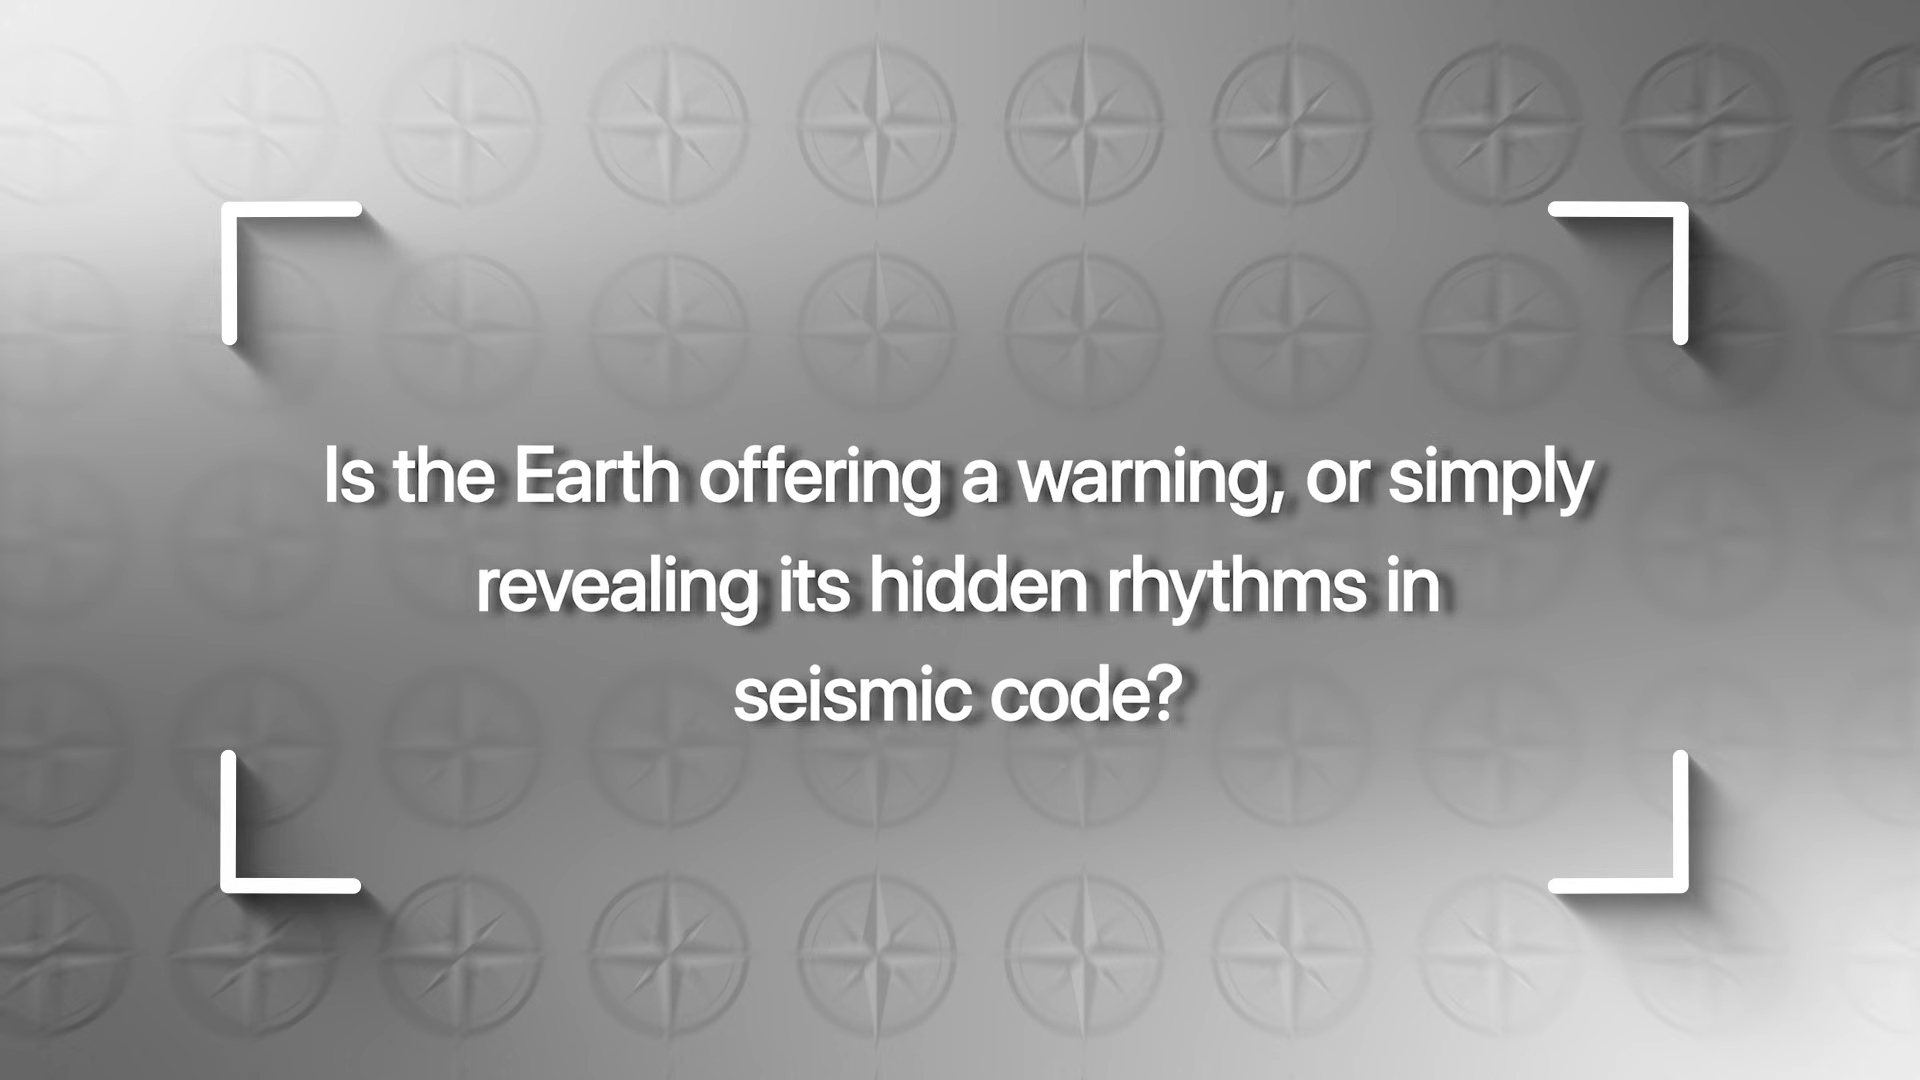 Is the Earth offering a warning, or simply
revealing its hidden rhythms in
seismic code?